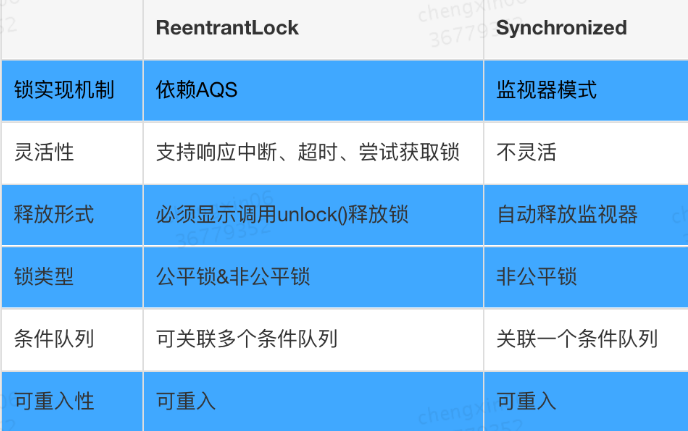 ReentrantLock Synchronized
锁实现机制 依赖AQS 监视器模式
灵活性 支持响应中断、超时、尝试获取锁 不灵活
释放形式 必须显示调用unlock()释放锁 自动释放监视器
锁类型 公平锁&非公平锁 非公平锁
条件队列 可关联多个条件队列 关联一个条件队列
可重入性 可重入 可重入
chengxin06
36779352